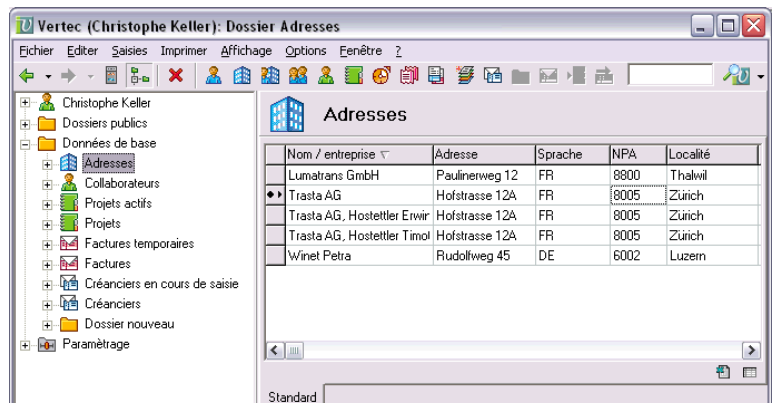 Vertec (Christophe Keller): Dossier Adresses
Fichier Editer Saisies Imprimer Affichage Options Fenêtre ?
Christophe Keller
Dossiers publics
Données de base
Adresses
Collaborateurs
Projets actifs
Projets
Factures temporaires
Factures
Créanciers en cours de saisie
Créanciers
Dossier nouveau
Paramètrage
Adresses
Nom / entreprise Adresse Sprache NPA Localité
Lumatrans GmbH Paulinerweg 12 FR 8800 Thalwil
Trasta AG Hofstrasse 12A FR 8005 Zürich
Trasta AG, Hostettler Erwin Hofstrasse 12A FR 8005 Zürich
Trasta AG, Hostettler Timot Hofstrasse 12A FR 8005 Zürich
Winet Petra Rudolfweg 45 DE 6002 Luzern
Standard